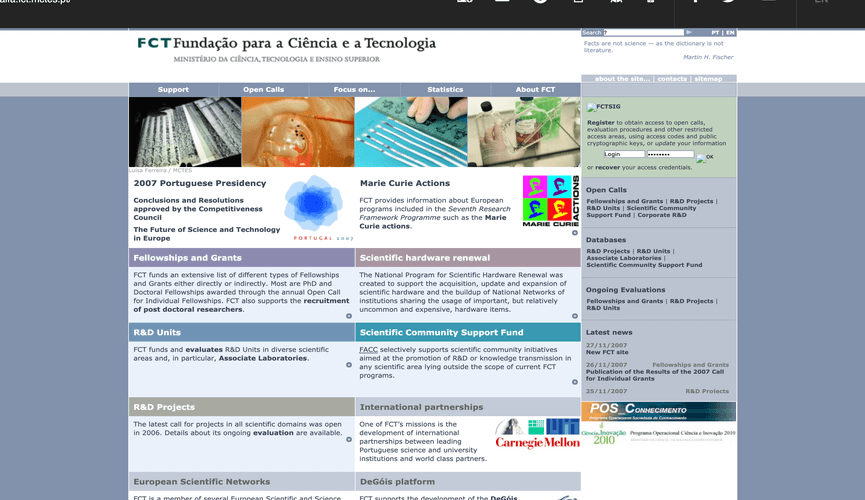 FCT Fundação para a Ciência e a Tecnologia
MINISTÉRIO DA CIÊNCIA, TECNOLOGIA E ENSINO SUPERIOR
Search
PT | EN
Facts are not science — as the dictionary is not
literature.
Martin H. Fischer
about the site... | contacts | sitemap
Support
Open Calls
Focus on...
Statistics
About FCT
Luisa Ferreira / MCTES
2007 Portuguese Presidency
Conclusions and Resolutions
approved by the Competitiveness
Council
The Future of Science and Technology
in Europe
PORTUGAL 2007
Marie Curie Actions
FCT provides information about European
programs included in the Seventh Research
Framework Programme such as the Marie
Curie actions.
MARIE CURIE
ACTIONS
Fellowships and Grants
FCT funds an extensive list of different types of Fellowships
and Grants either directly or indirectly. Most are PhD and
Doctoral Fellowships awarded through the annual Open Call
for Individual Fellowships. FCT also supports the recruitment
of post doctoral researchers.
Scientific hardware renewal
The National Program for Scientific Hardware Renewal was
created to support the acquisition, update and expansion of
scientific hardware and the buildup of National Networks of
institutions sharing the usage of important, but relatively
uncommon and expensive, hardware items.
R&D Units
FCT funds and evaluates R&D Units in diverse scientific
areas and, in particular, Associate Laboratories.
Scientific Community Support Fund
FACC selectively supports scientific community initiatives
aimed at the promotion of R&D or knowledge transmission in
any scientific area lying outside the scope of current FCT
programs.
R&D Projects
The latest call for projects in all scientific domains was open
in 2006. Details about its ongoing evaluation are available.
International partnerships
One of FCT's missions is the
development of international
partnerships between leading
Portuguese science and university
institutions and world class partners.
Carnegie Mellon
European Scientific Networks
FCT is a member of several European Scientific and Science
DeGóis platform
FCT supports the development of the DeGóis
FCTSIG
Register to obtain access to open calls,
evaluation procedures and other restricted
access areas, using access codes and public
cryptographic keys, or update your information
Login
••••••••
OK
or recover your access credentials.
Open Calls
Fellowships and Grants | R&D Projects |
R&D Units | Scientific Community
Support Fund | Corporate R&D
Databases
R&D Projects | R&D Units |
Associate Laboratories |
Scientific Community Support Fund
Ongoing Evaluations
Fellowships and Grants | R&D Projects |
R&D Units
Latest news
27/11/2007
New FCT site
26/11/2007 Fellowships and Grants
Publication of the Results of the 2007 Call
for Individual Grants
25/11/2007 R&D Projects
POS_Conhecimento
Programa Operacional Sociedade do Conhecimento
Ciência.Inovação
2010
Programa Operacional Ciência e Inovação 2010